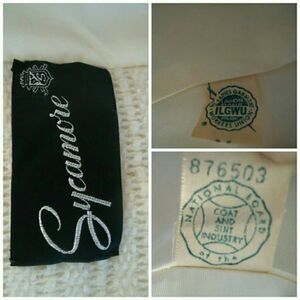 Sycamore
ILGWU
876503
NATIONAL BOARD
COAT
AND
SUIT
INDUSTRY
of the